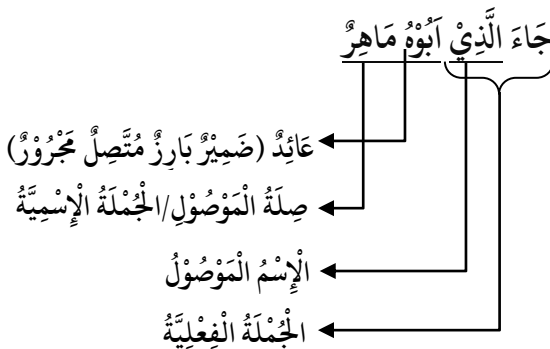 جَاءَ الَّذِيْ اَبُوْهُ مَاهِرٌ
عَائِدٌ (ضَمِيْرٌ بَارِزٌ مُتَّصِلٌ مَجْرُوْرٌ)
صِلَةُ الْمَوْصُوْلِ/الْجُمْلَةُ الْإِسْمِيَّةُ
الْإِسْمُ الْمَوْصُوْلُ
الْجُمْلَةُ الْفِعْلِيَّةُ